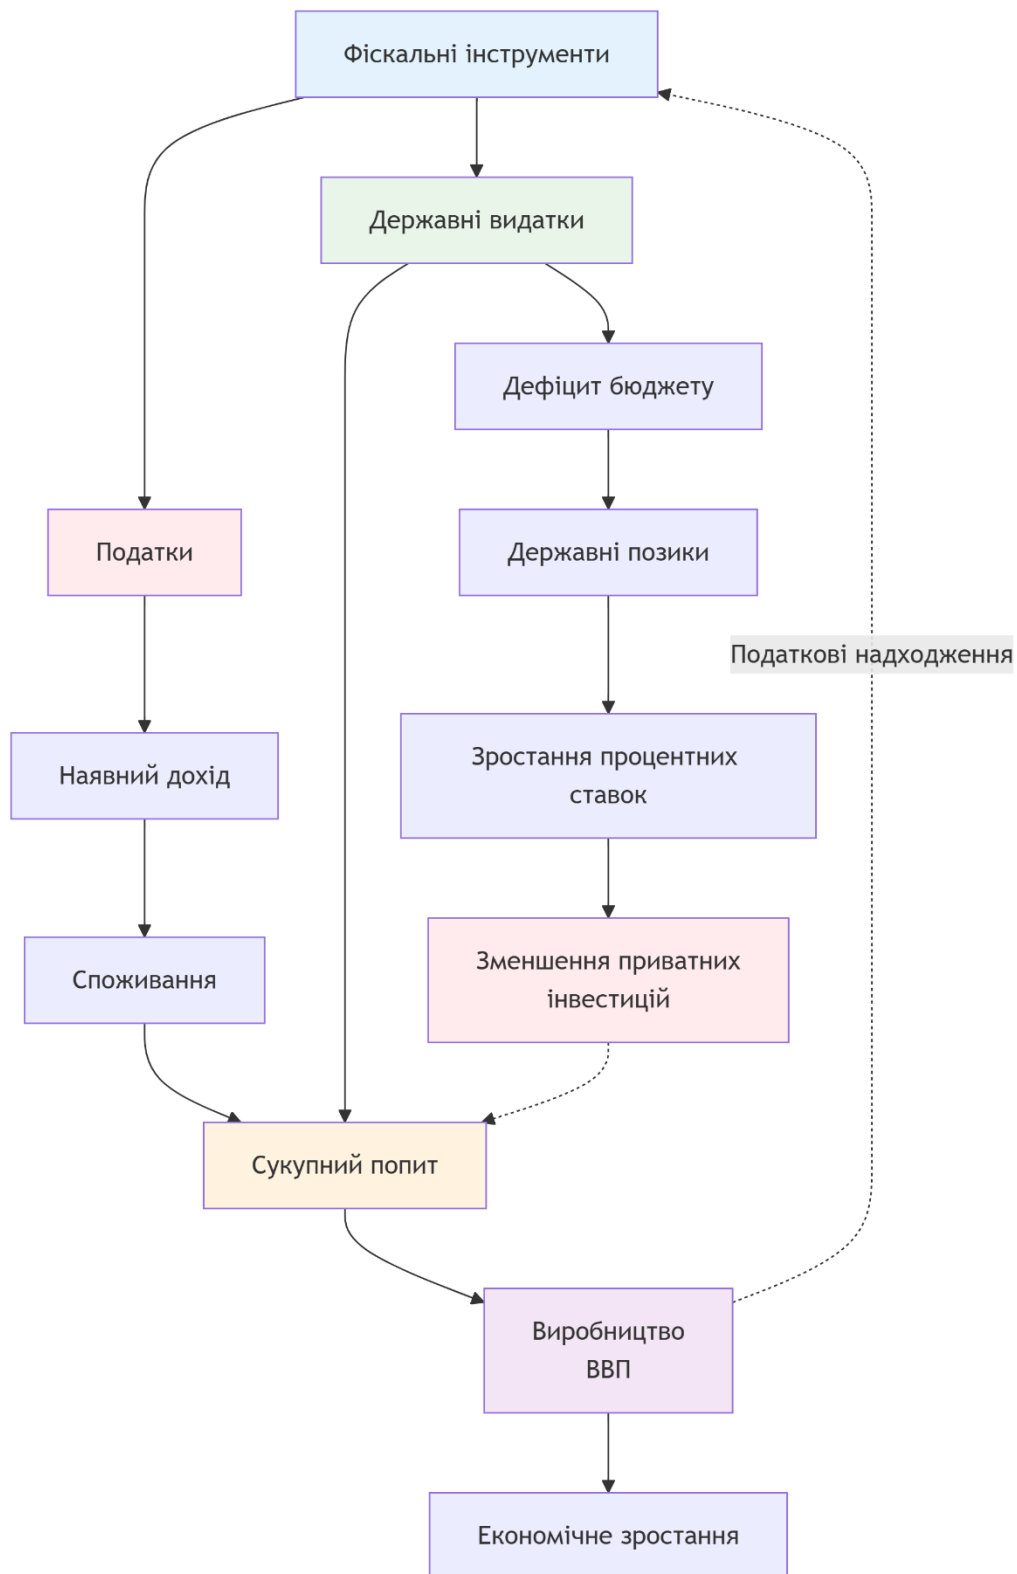 Фіскальні інструменти
Державні видатки
Дефіцит бюджету
Податки
Державні позики
Податкові надходження
Наявний дохід
Зростання процентних
ставок
Споживання
Зменшення приватних
інвестицій
Сукупний попит
Виробництво
ВВП
Економічне зростання